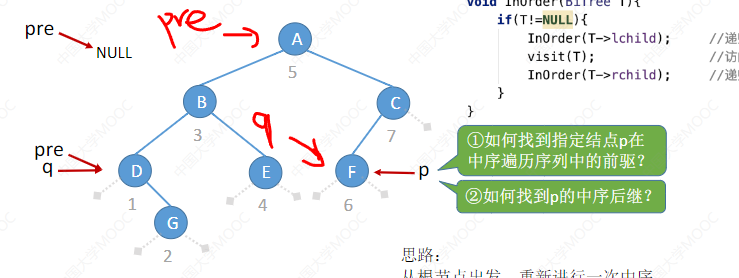 void InOrder(BiTree T){
if(T!=NULL){
InOrder(T->lchild);
visit(T);
InOrder(T->rchild);
}
}
//递
//访
//递
pre
NULL
pre
A
5
B
3
C
7
q
pre
q
D
1
E
4
F
6
p
G
2
①如何找到指定结点p在
中序遍历序列中的前驱？
②如何找到p的中序后继？
思路：
从根节点出发，重新进行一次中序